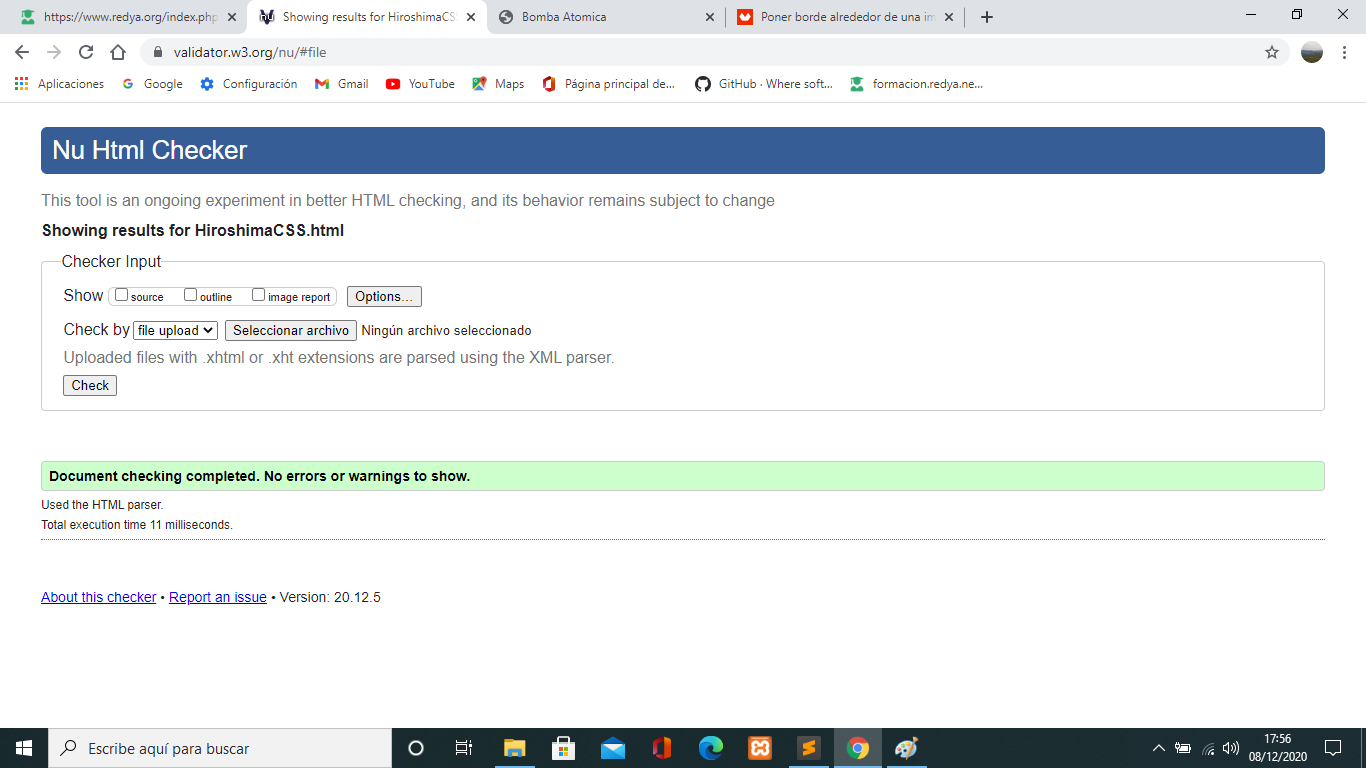 https://www.redya.org/index.php
Showing results for HiroshimaCSS
Bomba Atomica
Poner borde alrededor de una im
validator.w3.org/nu/#file
Aplicaciones
Google
Configuración
Gmail
YouTube
Maps
Página principal de...
GitHub · Where soft...
formacion.redya.ne...
Nu Html Checker
This tool is an ongoing experiment in better HTML checking, and its behavior remains subject to change
Showing results for HiroshimaCSS.html
Checker Input
Show source outline image report Options...
Check by file upload Seleccionar archivo Ningún archivo seleccionado
Uploaded files with .xhtml or .xht extensions are parsed using the XML parser.
Check
Document checking completed. No errors or warnings to show.
Used the HTML parser.
Total execution time 11 milliseconds.
About this checker • Report an issue • Version: 20.12.5
Escribe aquí para buscar
17:56
08/12/2020